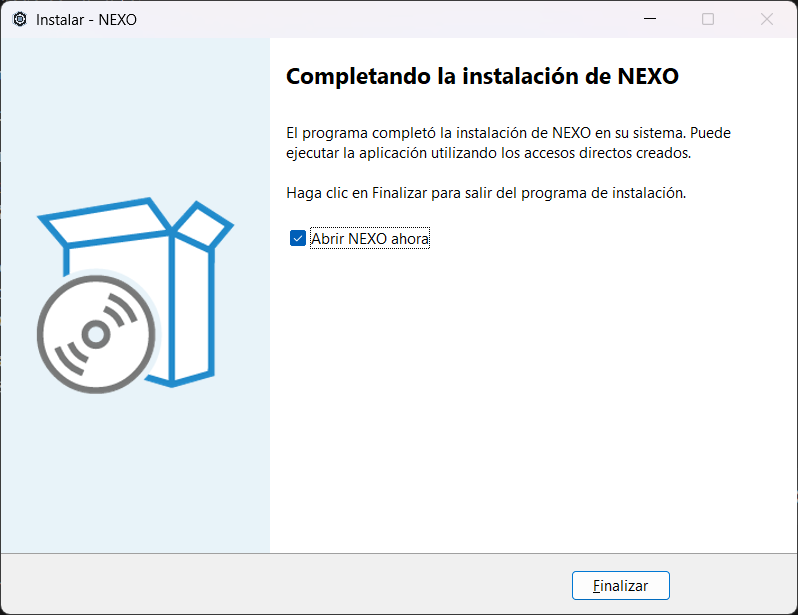 Instalar - NEXO
Completando la instalación de NEXO
El programa completó la instalación de NEXO en su sistema. Puede
ejecutar la aplicación utilizando los accesos directos creados.
Haga clic en Finalizar para salir del programa de instalación.
Abrir NEXO ahora
Finalizar